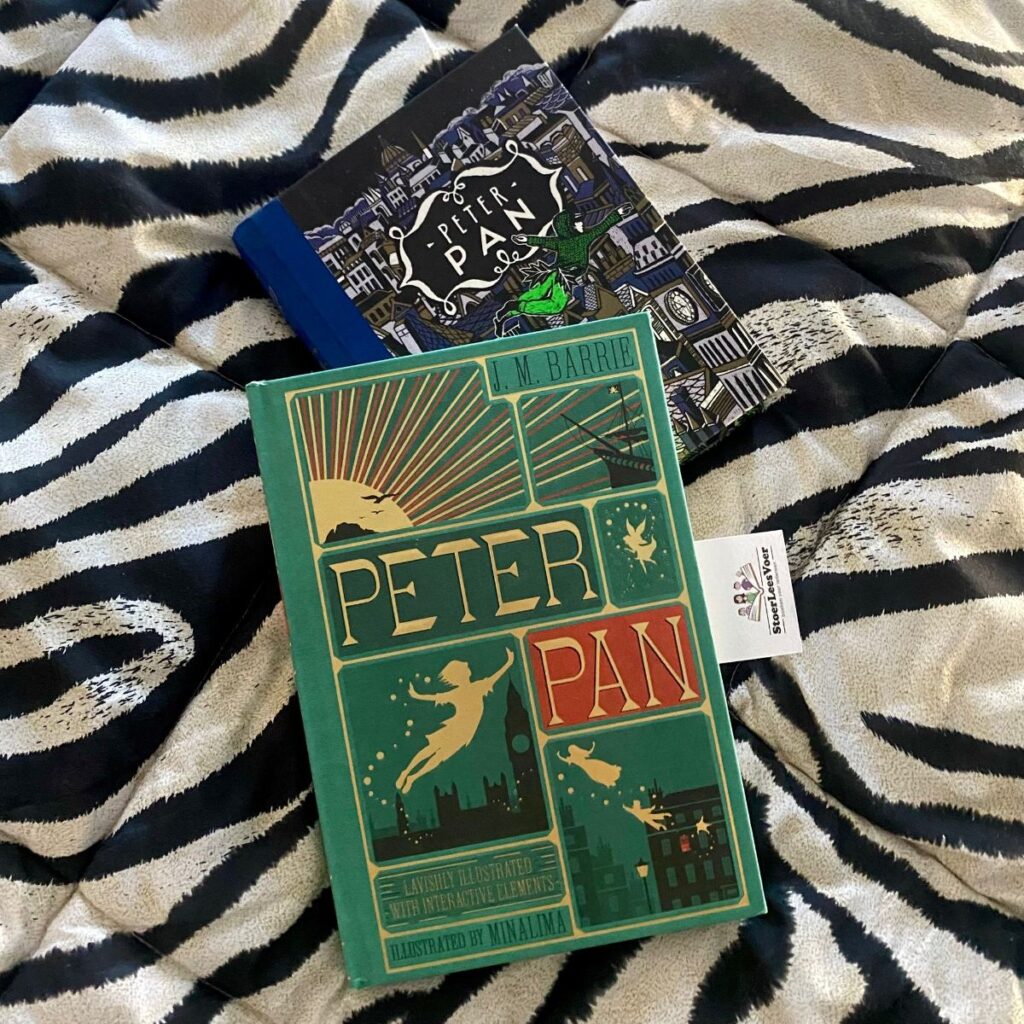 - PETER -
PAN
J. M. BARRIE
PETER
PAN
StoerLeesVoer
LAVISHLY ILLUSTRATED
-WITH INTERACTIVE ELEMENTS-
ILLUSTRATED BY MINALIMA